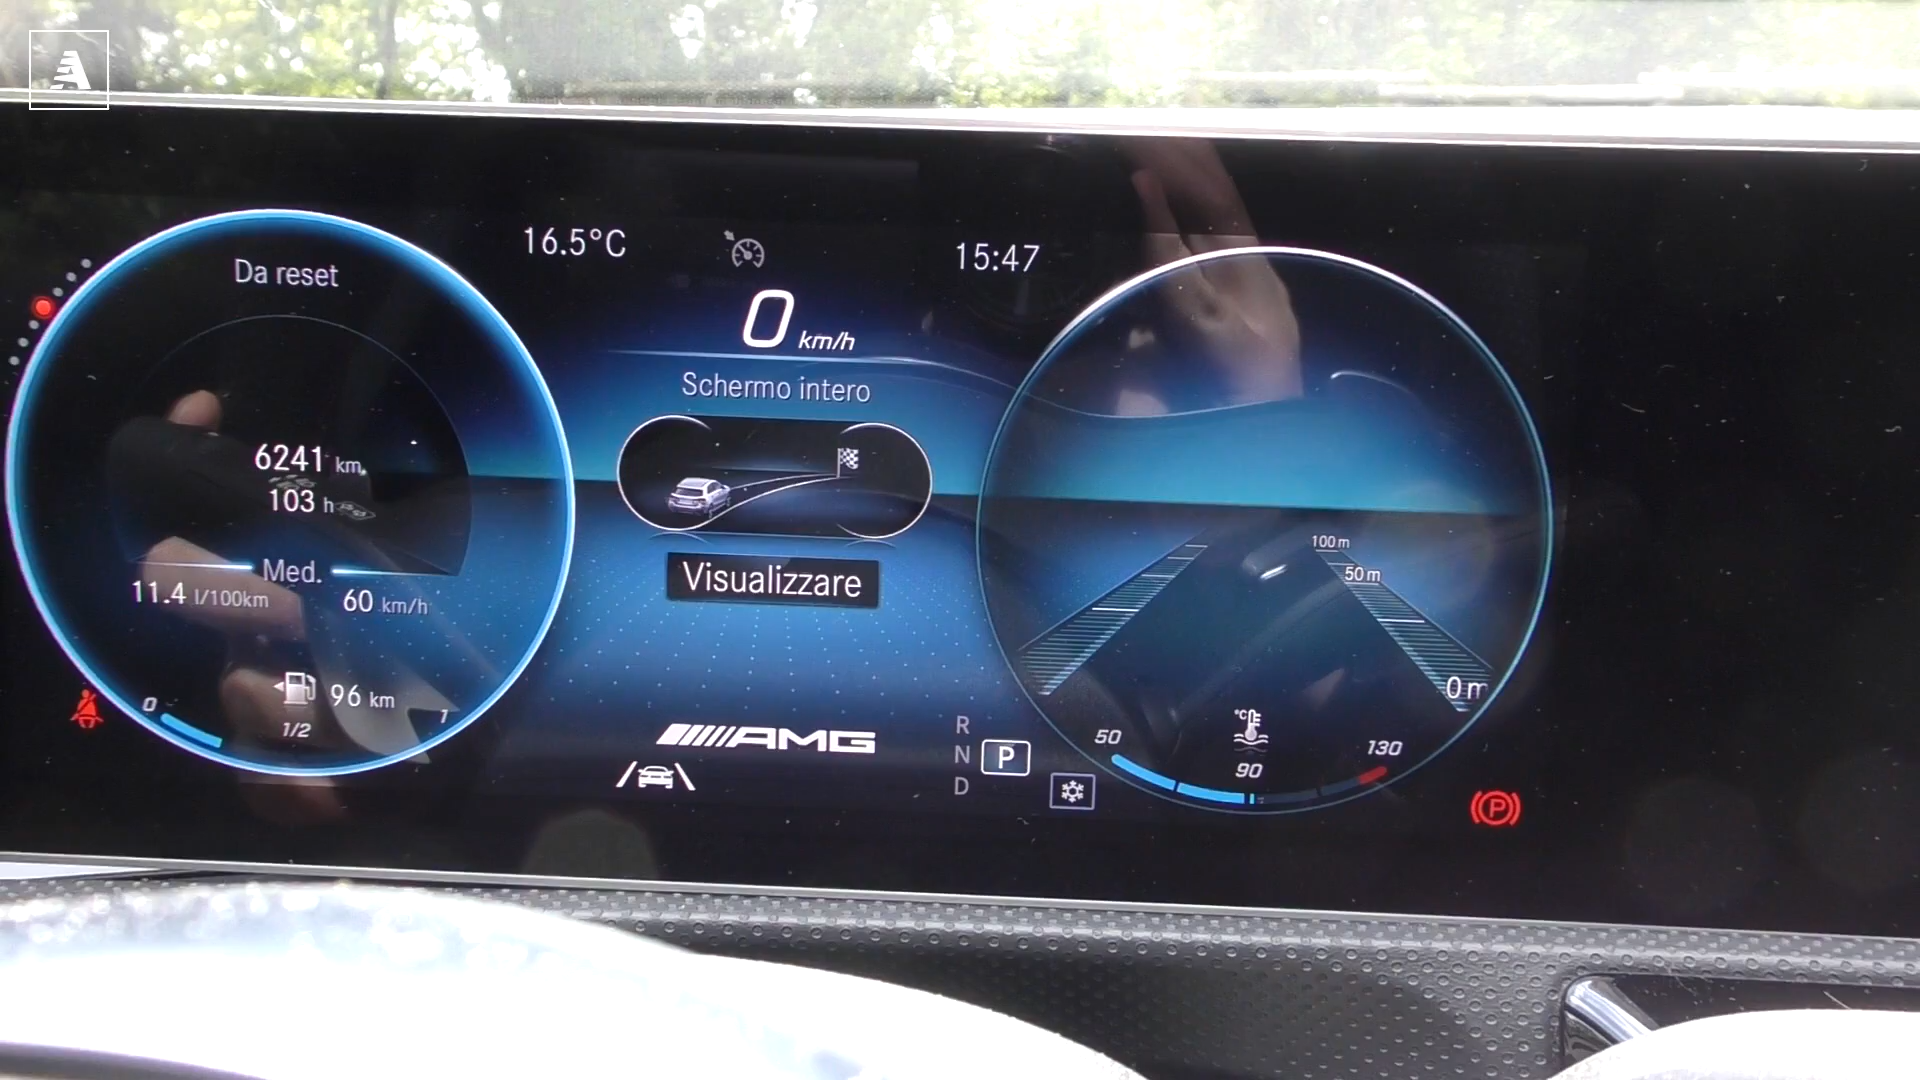 A
16.5°C
15:47
Da reset
0 km/h
Schermo intero
6241 km
103 h
Med.
11.4 l/100km
60 km/h
Visualizzare
100 m
50 m
0 m
96 km
0
1/2
1
AMG
R
N
D
P
50
°C
90
130
P